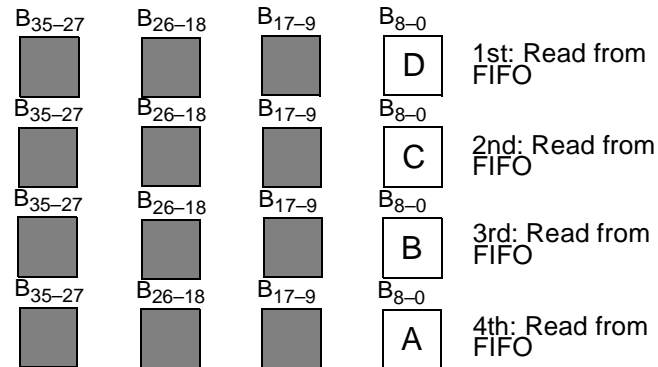 B35–27 B26–18 B17–9 B8–0
D 1st: Read from
FIFO
B35–27 B26–18 B17–9 B8–0
C 2nd: Read from
FIFO
B35–27 B26–18 B17–9 B8–0
B 3rd: Read from
FIFO
B35–27 B26–18 B17–9 B8–0
A 4th: Read from
FIFO